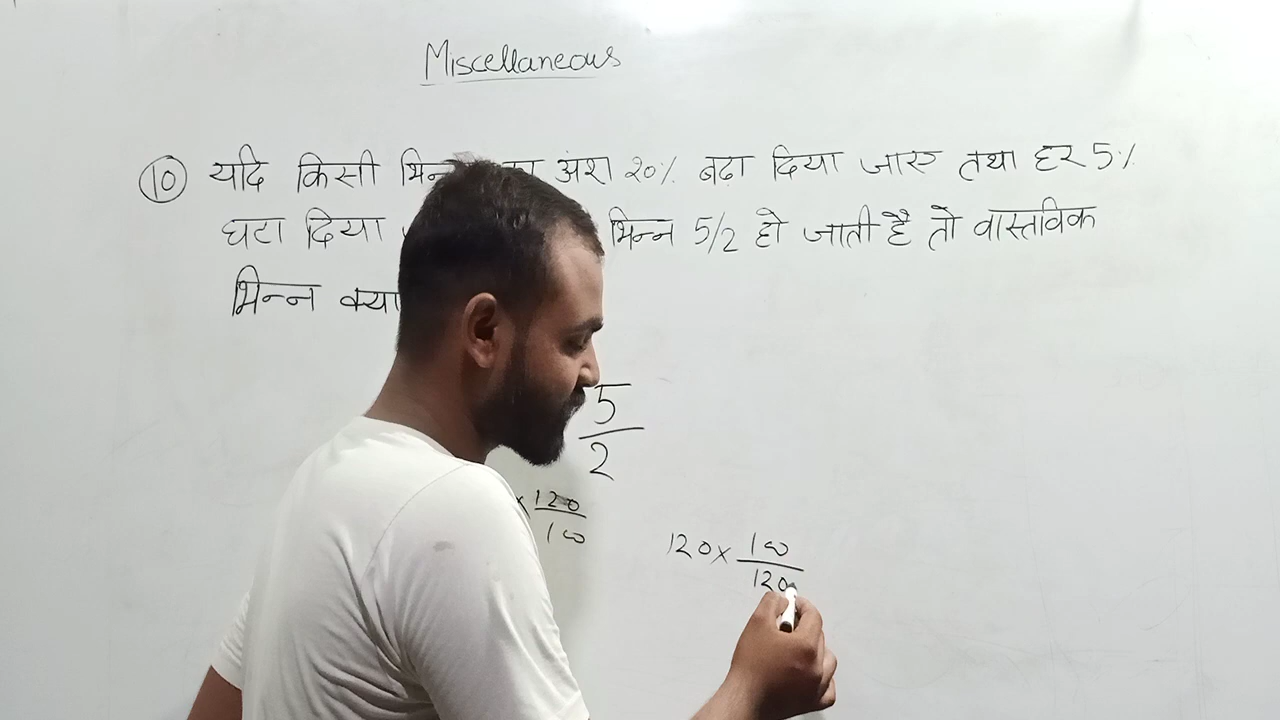 Miscellaneous
10 यदि किसी अंश 20% बढ़ा दिया जाए तथा हर 5%
घटा दिया भिन्न 5/2 हो जाती है तो वास्तविक
भिन्न क्या
5
2
× 120
100
120 × 100
120